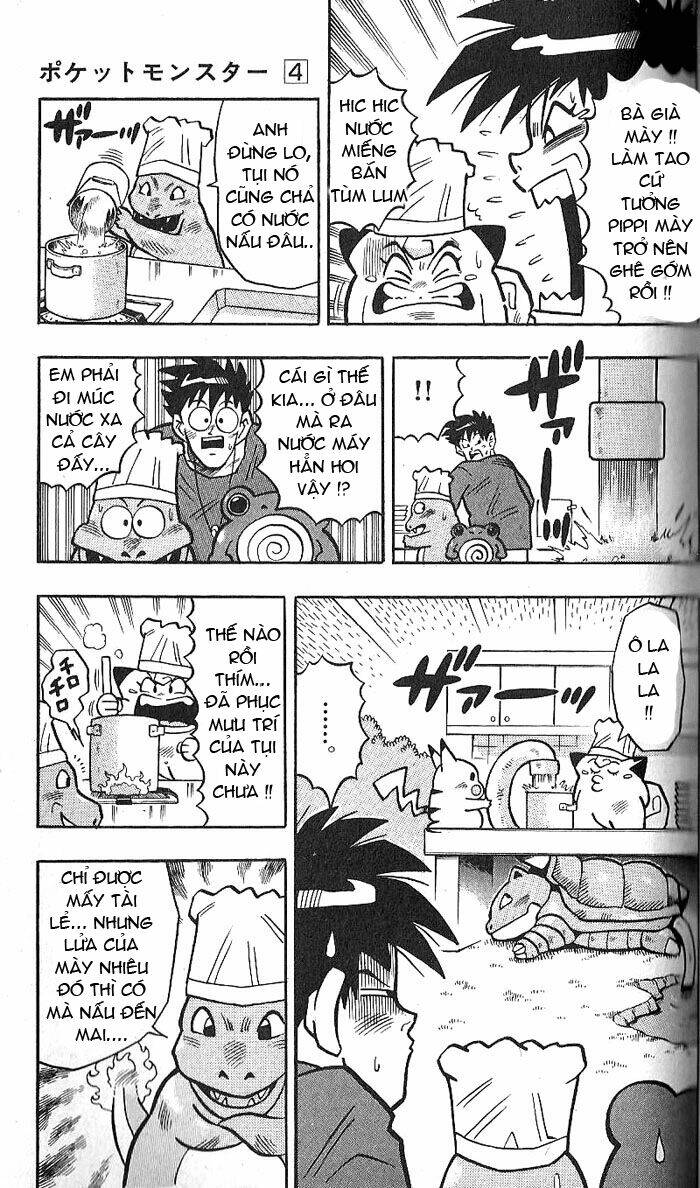 ポケットモンスター 4
BÀ GIÀ
MÀY !!
LÀM TAO
CỨ
TƯỞNG
PIPPI MÀY
TRỞ NÊN
GHÊ GỚM
RỒI !!
HIC HIC
NƯỚC
MIẾNG
BÁN
TÙM LUM
ANH
ĐỪNG LO,
TỤI NÓ
CŨNG CHẢ
CÓ NƯỚC
NẤU ĐÂU..
ザァーッ
ザァーッ
!!
CÁI GÌ THẾ
KIA... Ở ĐÂU
MÀ RA
NƯỚC MÁY
HẲN HOI
VẬY !?
EM PHẢI
ĐI MÚC
NƯỚC XA
CẢ CÂY
ĐẤY...
Ô LA
LA
LA
!!
ザァーッ
......
THẾ NÀO
RỒI
THÍM...
ĐÃ PHỤC
MƯU TRÍ
CỦA TỤI
NÀY
CHƯA !!
チロチロ
CHỈ ĐƯỢC
MẤY TÀI
LẺ... NHƯNG
LỬA CỦA
MÀY NHIÊU
ĐÓ THÌ CÓ
MÀ NẤU ĐẾN
MAI....